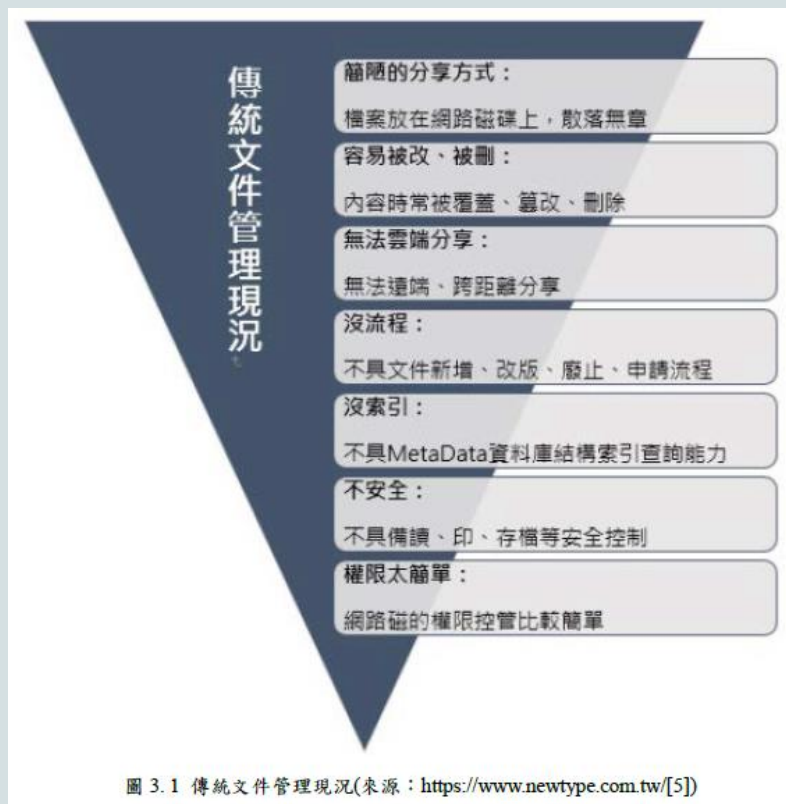 傳統文件管理現況
簡陋的分享方式：
檔案放在網路磁碟上，散落無章
容易被改、被刪：
內容時常被覆蓋、篡改、刪除
無法雲端分享：
無法遠端、跨距離分享
沒流程：
不具文件新增、改版、廢止、申請流程
沒索引：
不具MetaData資料庫結構索引查詢能力
不安全：
不具備讀、印、存檔等安全控制
權限太簡單：
網路磁的權限控管比較簡單
圖 3. 1 傳統文件管理現況(來源：https://www.newtype.com.tw/[5])